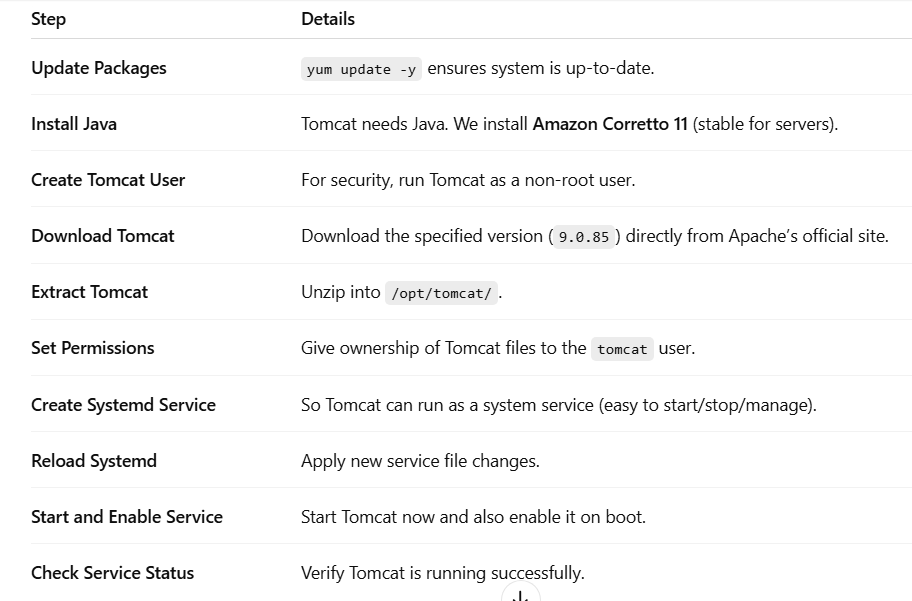 Step Details
Update Packages yum update -y ensures system is up-to-date.
Install Java Tomcat needs Java. We install Amazon Corretto 11 (stable for servers).
Create Tomcat User For security, run Tomcat as a non-root user.
Download Tomcat Download the specified version ( 9.0.85 ) directly from Apache’s official site.
Extract Tomcat Unzip into /opt/tomcat/ .
Set Permissions Give ownership of Tomcat files to the tomcat user.
Create Systemd Service So Tomcat can run as a system service (easy to start/stop/manage).
Reload Systemd Apply new service file changes.
Start and Enable Service Start Tomcat now and also enable it on boot.
Check Service Status Verify Tomcat is running successfully.